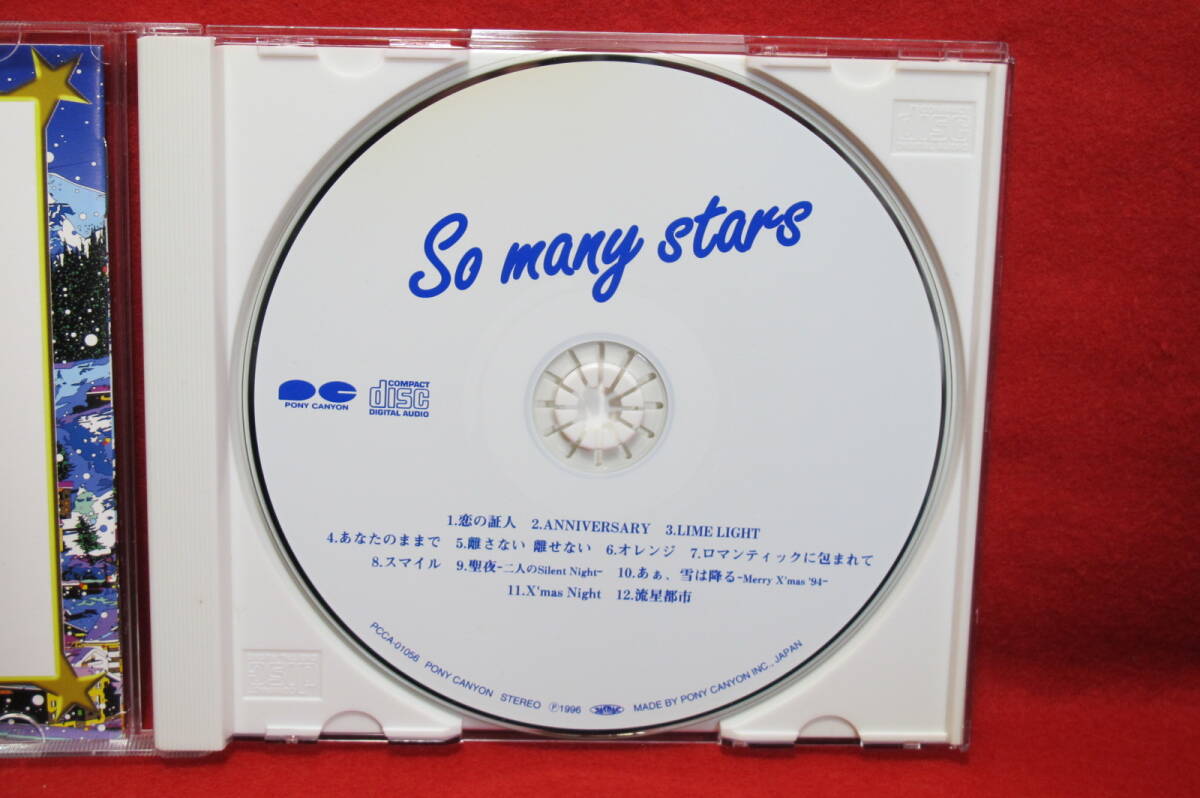 So many stars
PONY CANYON
COMPACT
disc
DIGITAL AUDIO
1.恋の証人 2.ANNIVERSARY 3.LIME LIGHT
4.あなたのままで 5.離さない 離せない 6.オレンジ 7.ロマンティックに包まれて
8.スマイル 9.聖夜-二人のSilent Night- 10.あぁ、雪は降る-Merry X'mas '94-
11.X'mas Night 12.流星都市
PCCA-01056 PONY CANYON STEREO Ⓟ1996 MADE BY PONY CANYON INC., JAPAN